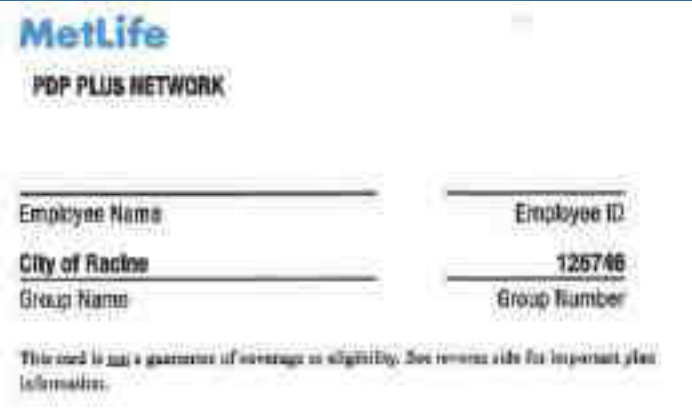 MetLife
PDP PLUS NETWORK
Employee Name Employee ID
City of Racine 126746
Group Name Group Number
This card is not a guarantee of coverage or eligibility. See reverse side for important plan
information.